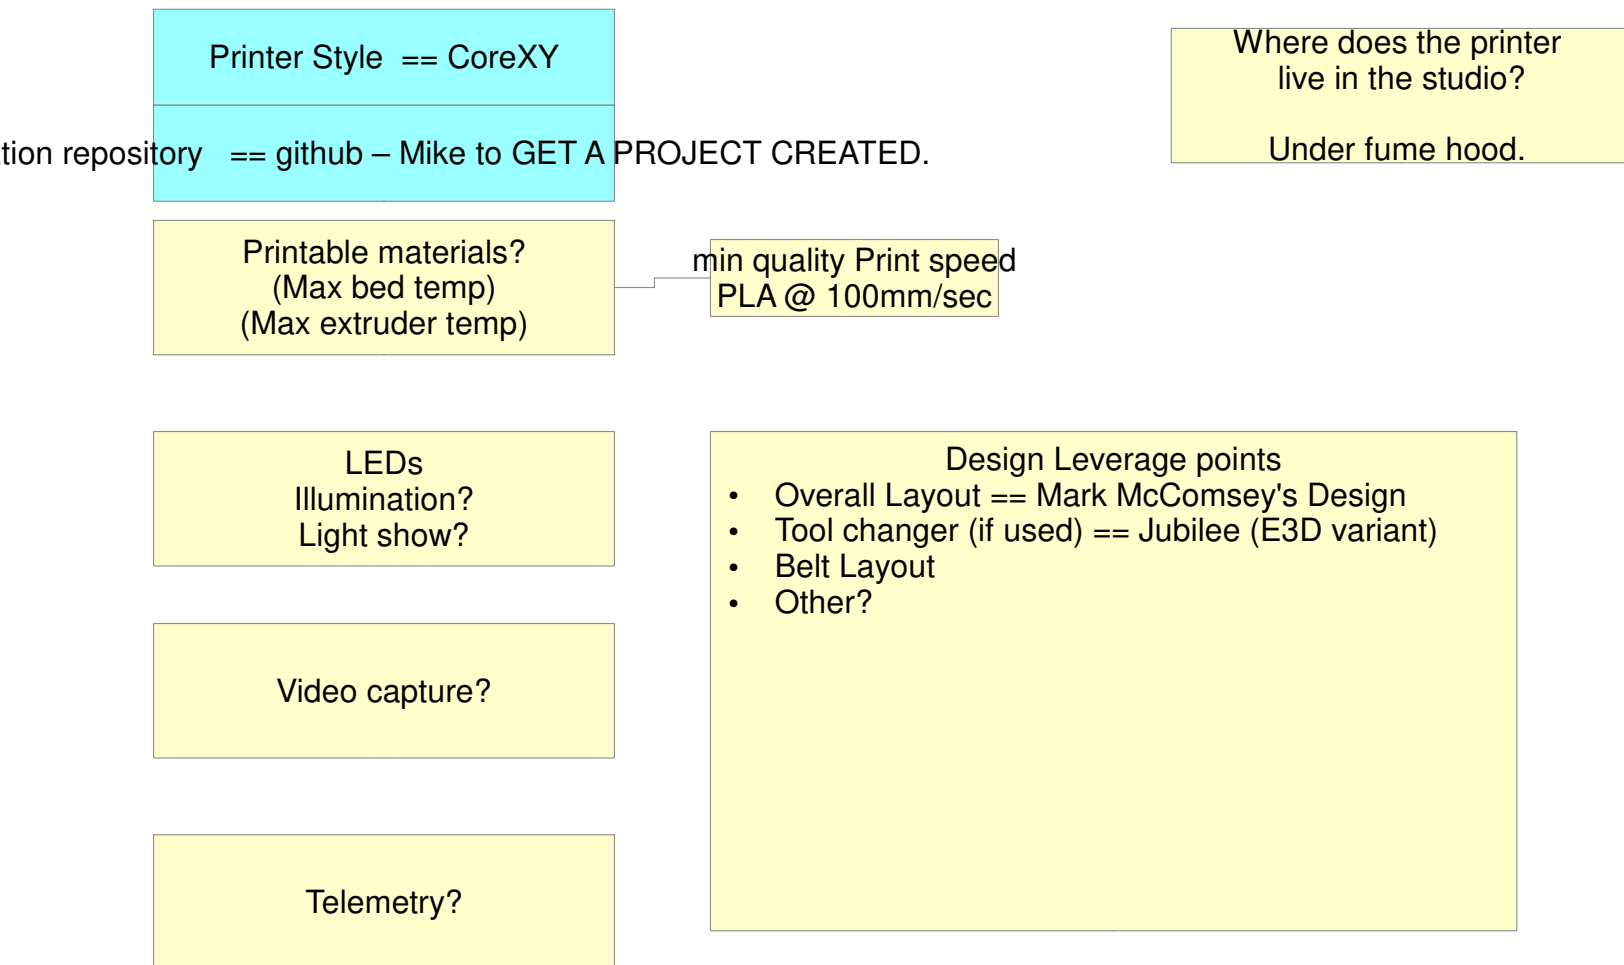 Printer Style == CoreXY
repository == github – Mike to GET A PROJECT CREATED.
Where does the printer
live in the studio?
Under fume hood.
Printable materials?
(Max bed temp)
(Max extruder temp)
min quality Print speed
PLA @ 100mm/sec
LEDs
Illumination?
Light show?
Design Leverage points
• Overall Layout == Mark McComsey's Design
• Tool changer (if used) == Jubilee (E3D variant)
• Belt Layout
• Other?
Video capture?
Telemetry?